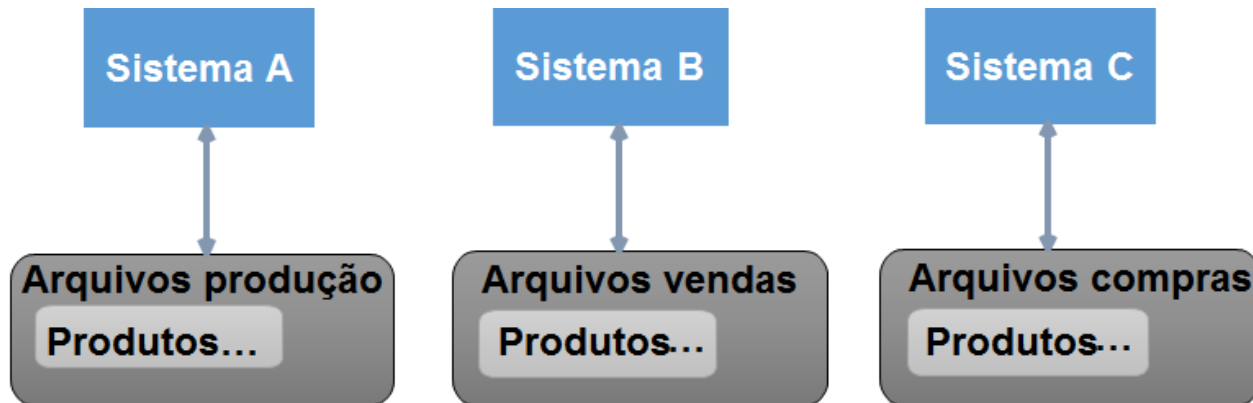 Sistema A
Sistema B
Sistema C
Arquivos produção
Produtos...
Arquivos vendas
Produtos...
Arquivos compras
Produtos...